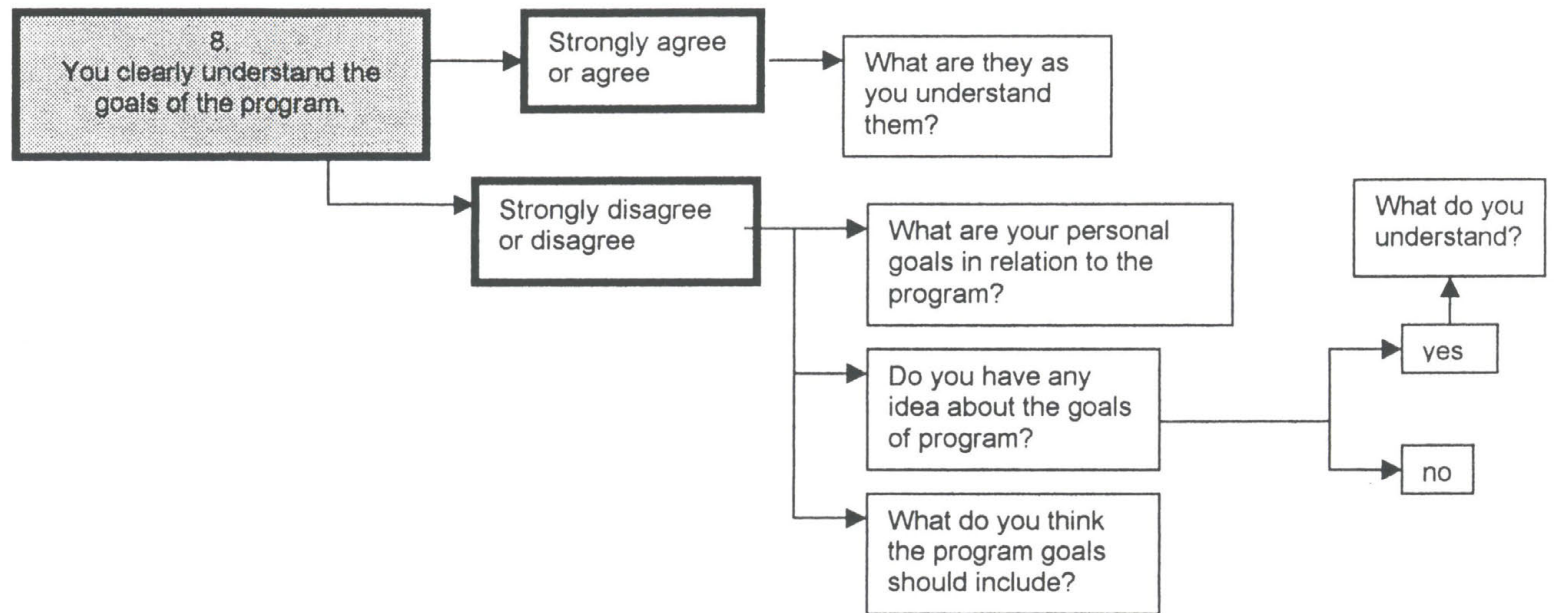 8.
You clearly understand the
goals of the program.
Strongly agree
or agree
What are they as
you understand
them?
Strongly disagree
or disagree
What are your personal
goals in relation to the
program?
Do you have any
idea about the goals
of program?
yes
What do you
understand?
no
What do you think
the program goals
should include?